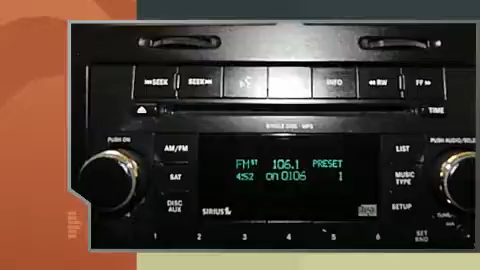 SEEK SEEK INFO RW FF
TIME
SINGLE DISC - MP3
PUSH ON
AM/FM
LIST
PUSH AUDIO/SELE
FM ST 106.1 PRESET
4:52 on 0106 1
SAT
MUSIC
TYPE
DISC
AUX
SIRIUS
SETUP
1 2 3 4 5 6 SET
RND